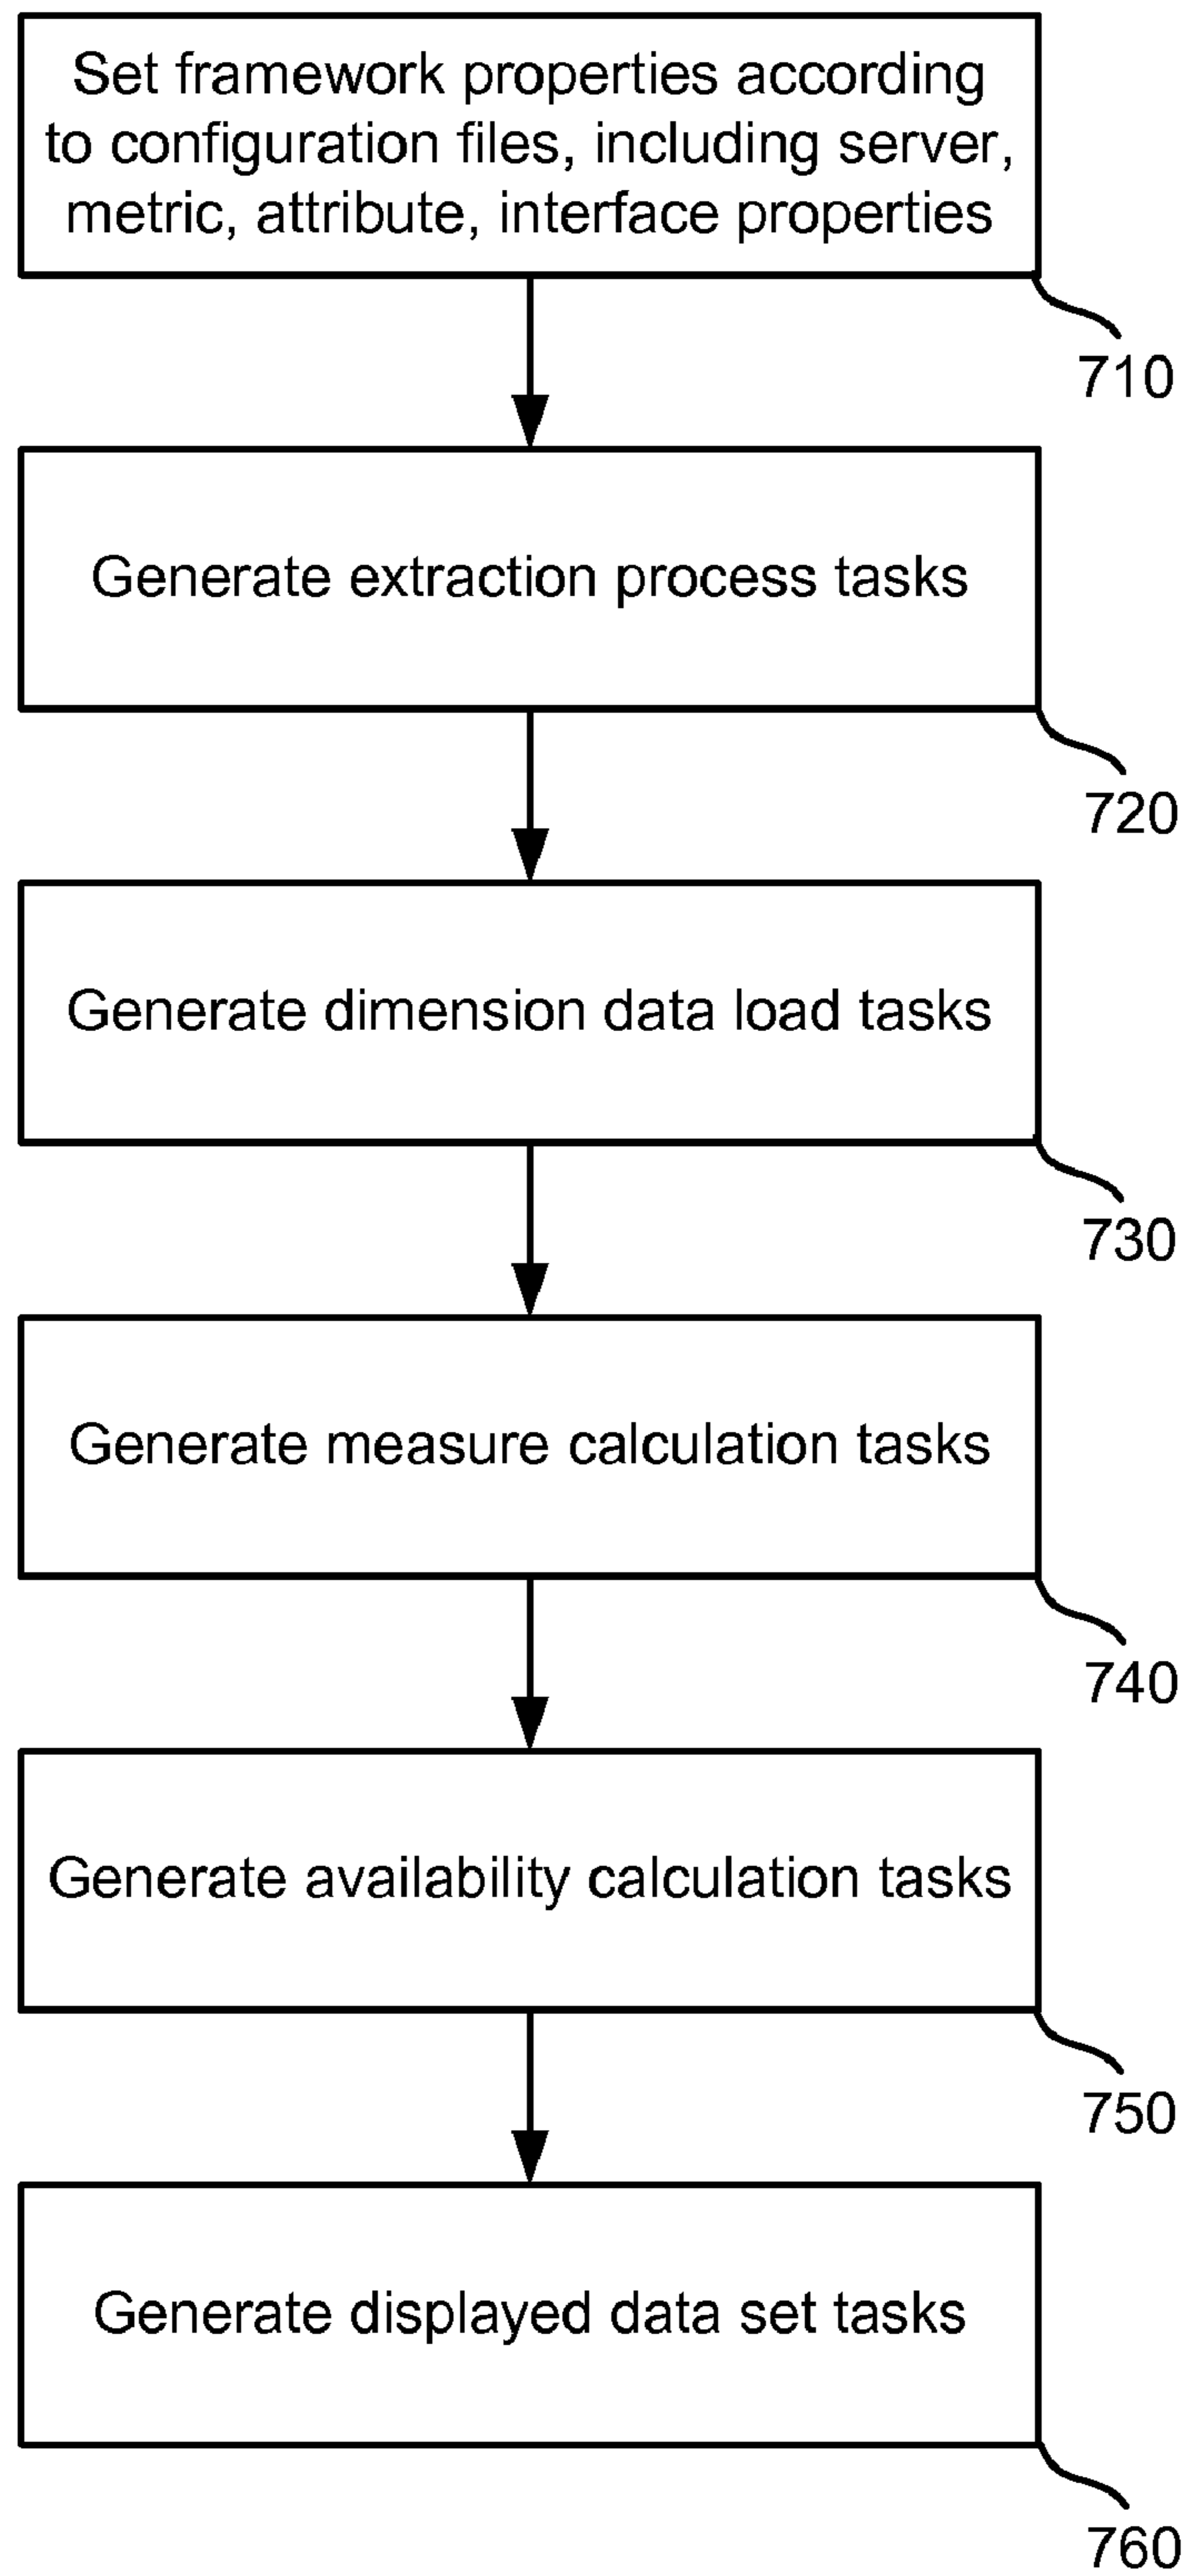 Set framework properties according
to configuration files, including server,
metric, attribute, interface properties
710
Generate extraction process tasks
720
Generate dimension data load tasks
730
Generate measure calculation tasks
740
Generate availability calculation tasks
750
Generate displayed data set tasks
760